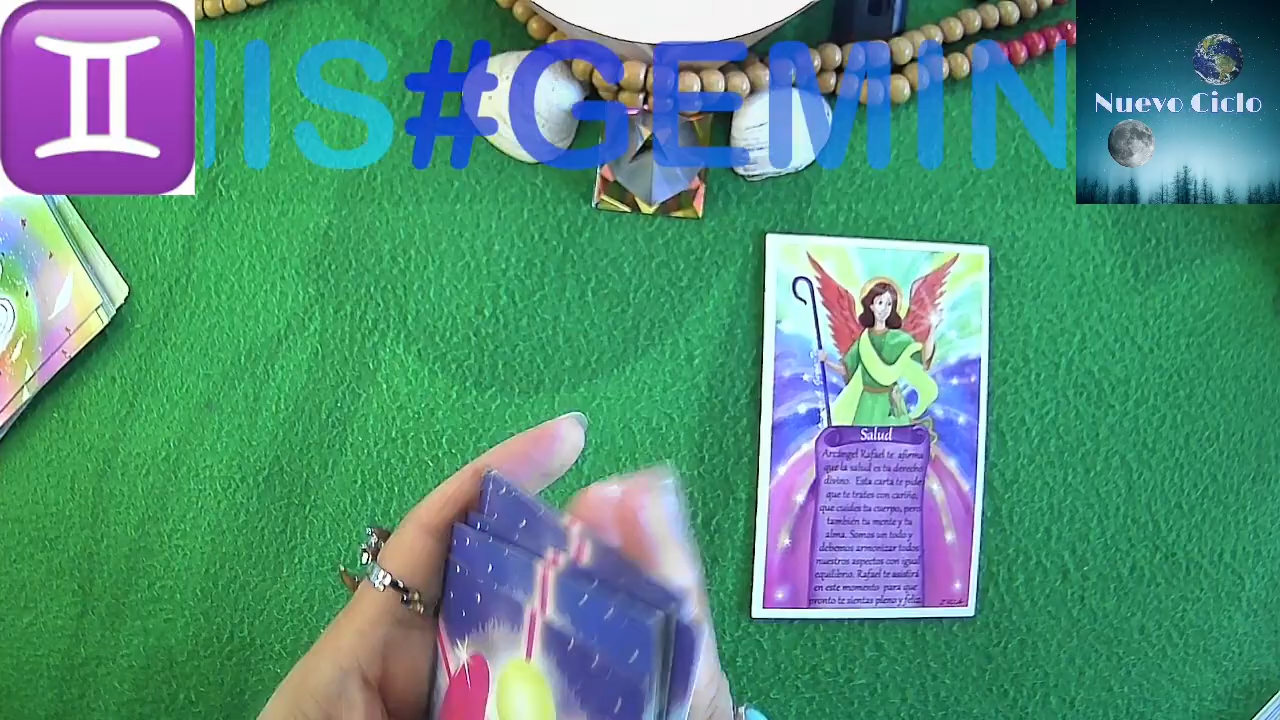 MIS#GEMIN
Nuevo Ciclo
Salud
Arcángel Rafael te afirma
que la salud es tu derecho
divino. Esta carta te pide
que te trates con cariño,
que cuides tu cuerpo, pero
también tu mente y tu
alma. Somos un todo y
debemos armonizar todos
nuestros aspectos con igual
equilibrio. Rafael te asistirá
en este momento para que
pronto te sientas pleno y feliz.